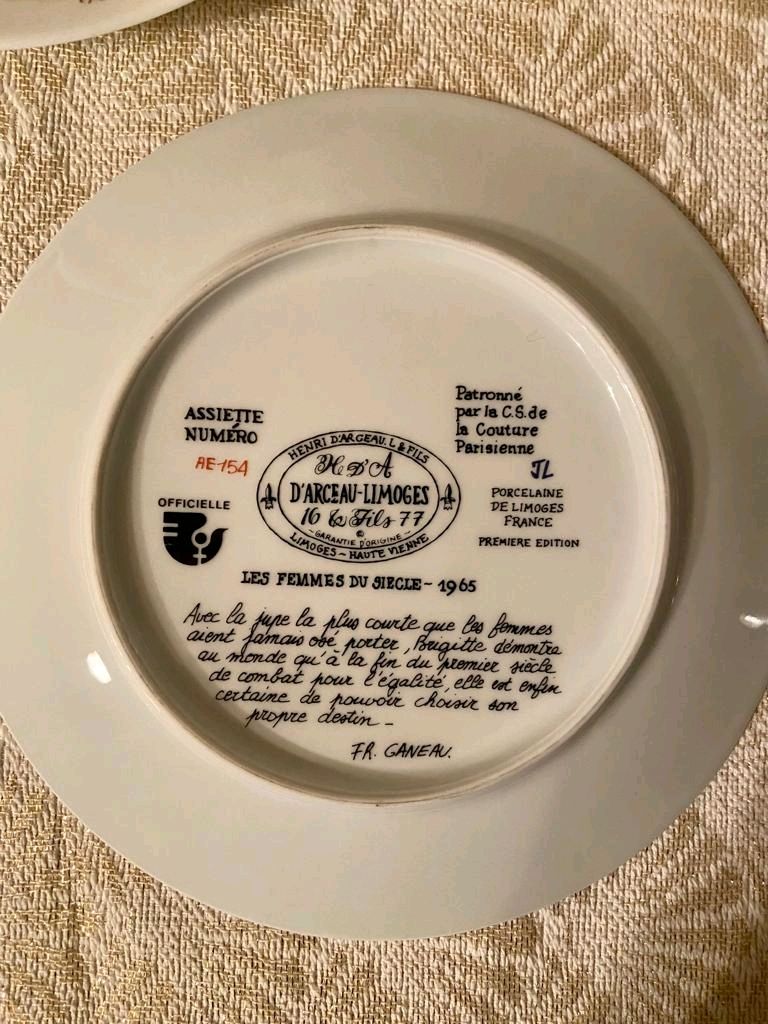 ASSIETTE
NUMÉRO
AE-154
Patronné
par la C.S. de
la Couture
Parisienne
JL
OFFICIELLE
HENRI D'ARCEAU. L & FILS
H D'A
D'ARCEAU-LIMOGES
16 & Fils 77
©
~ GARANTIE D'ORIGINE ~
LIMOGES ~ HAUTE VIENNE
PORCELAINE
DE LIMOGES
FRANCE
PREMIERE EDITION
LES FEMMES DU SIECLE - 1965
Avec la jupe la plus courte que les femmes
aient jamais osé porter, Brigitte démontre
au monde qu'à la fin du premier siècle
de combat pour l'égalité, elle est enfin
certaine de pouvoir choisir son
propre destin -
FR. GANEAU.